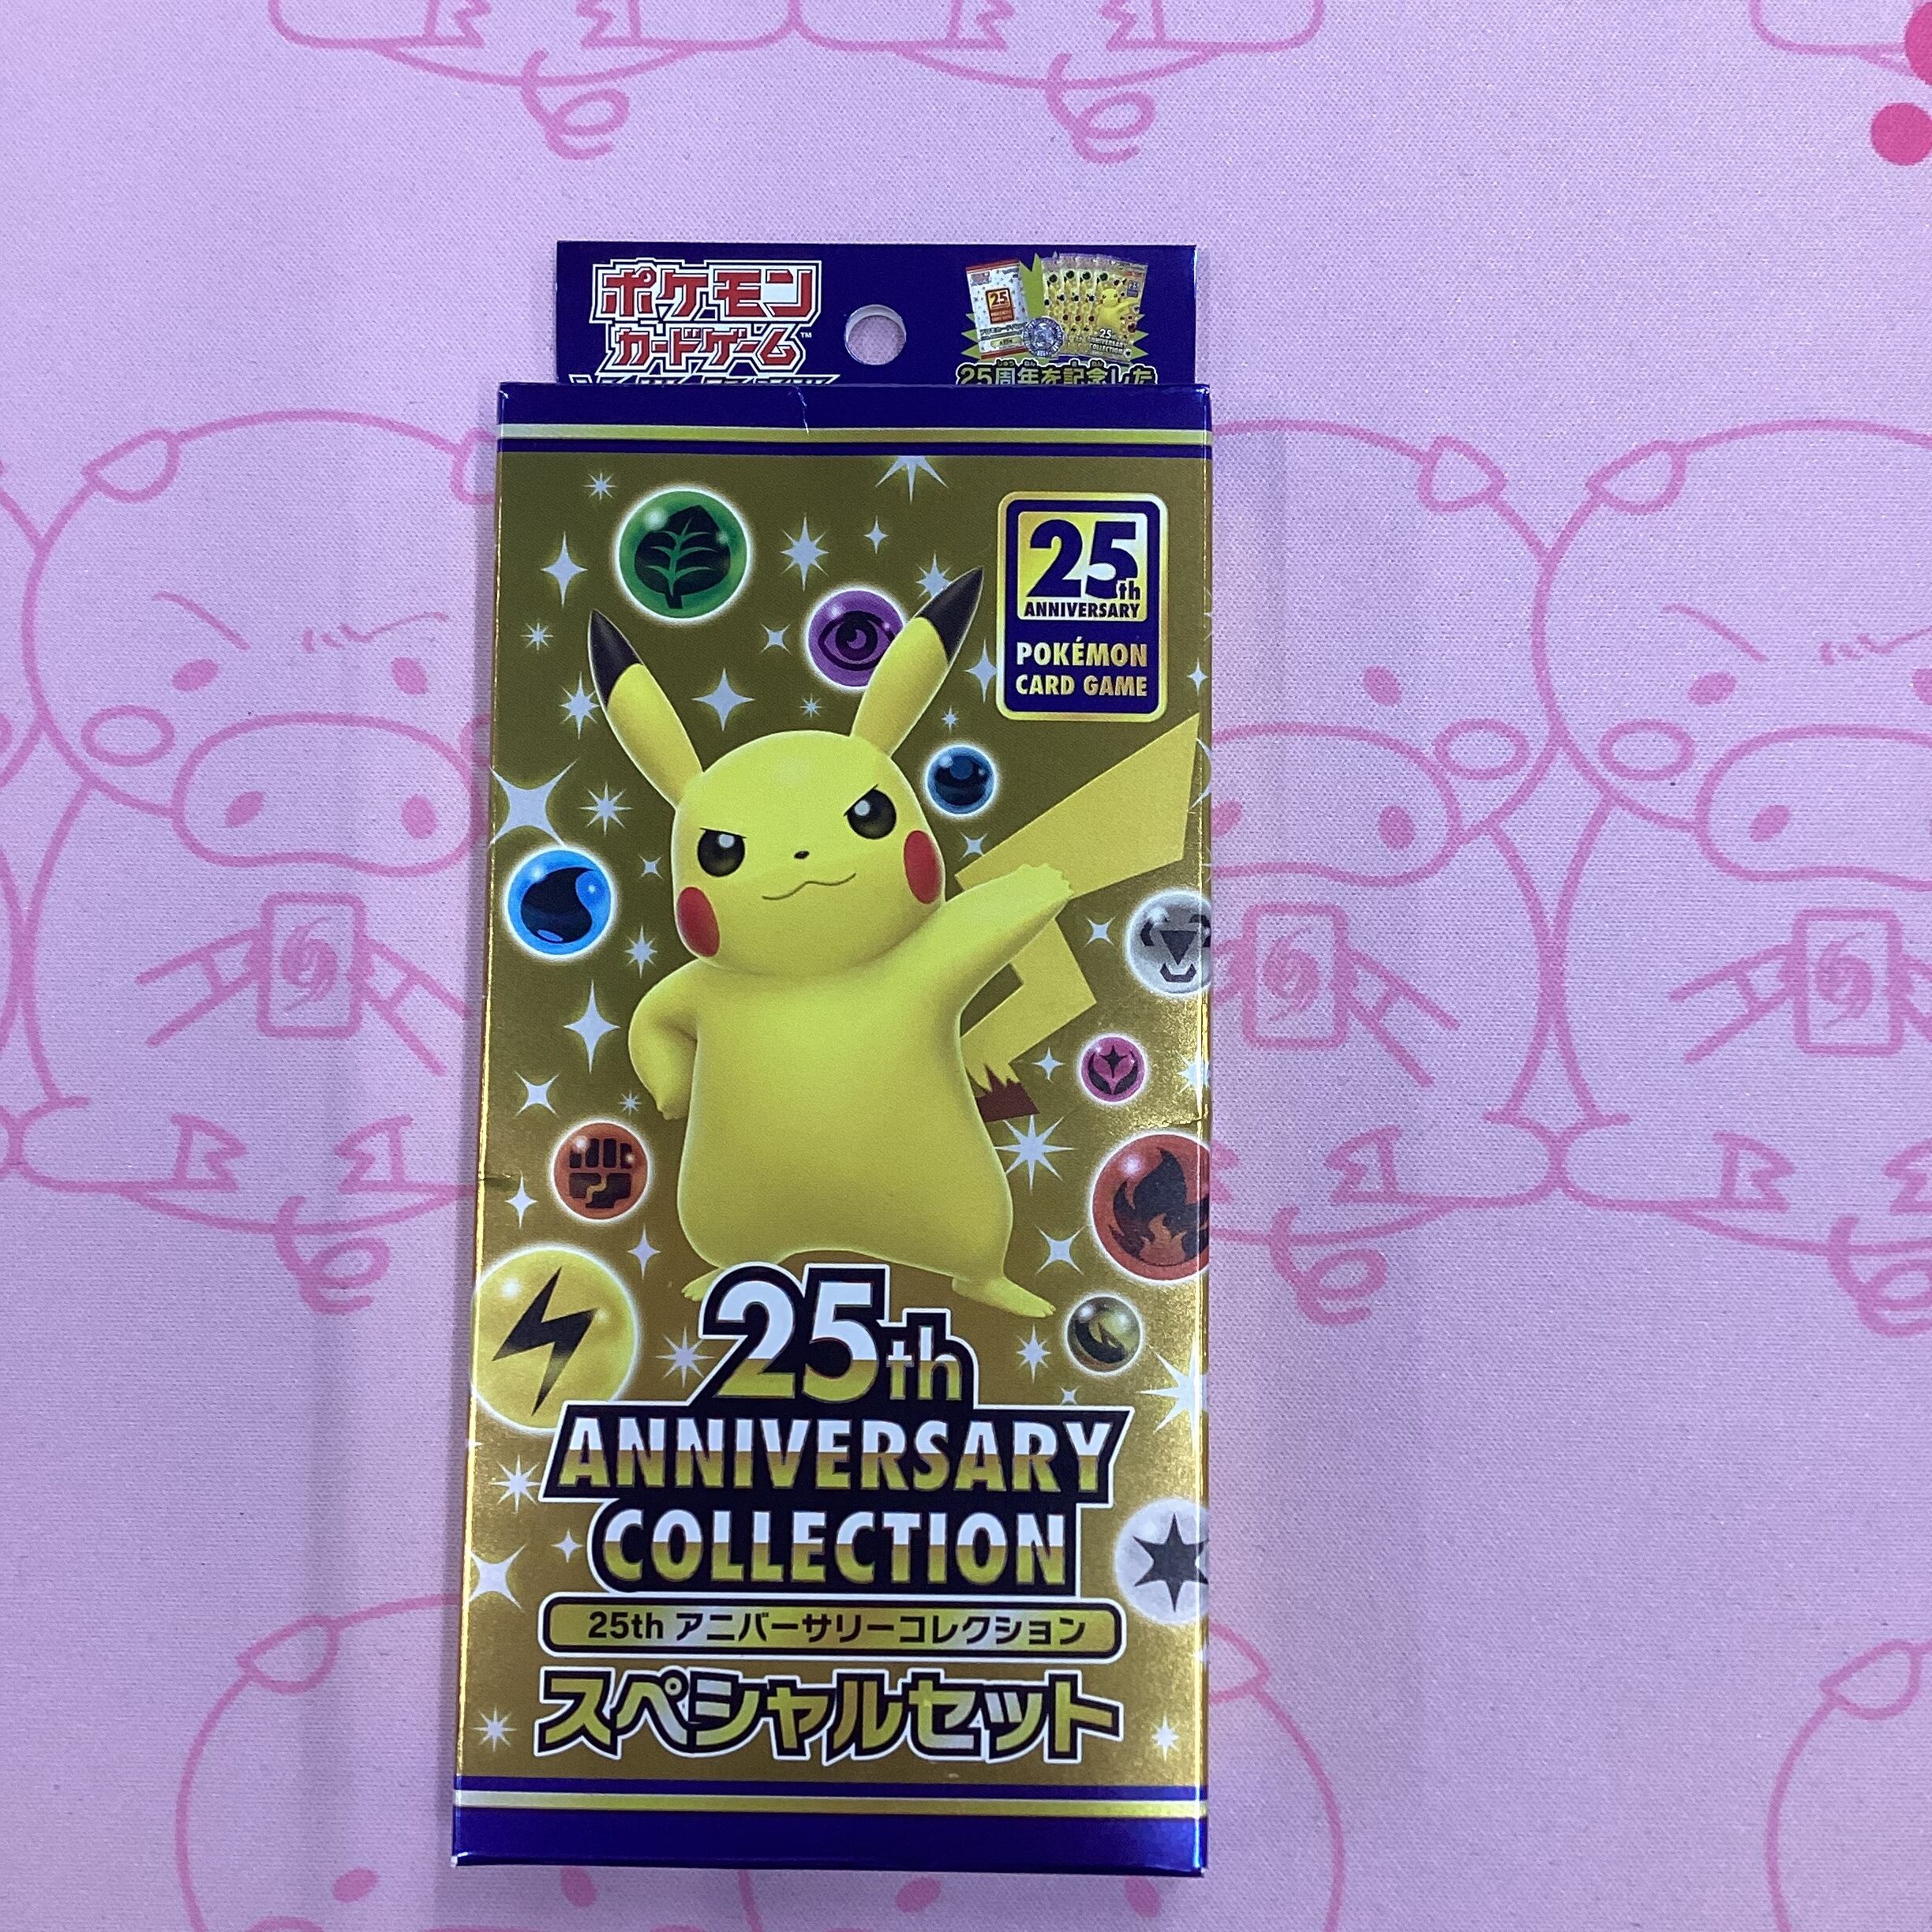 ポケモン
カードゲーム™
25周年を記念した
25th
ANNIVERSARY
POKÉMON
CARD GAME
25th
ANNIVERSARY
COLLECTION
25th アニバーサリーコレクション
スペシャルセット